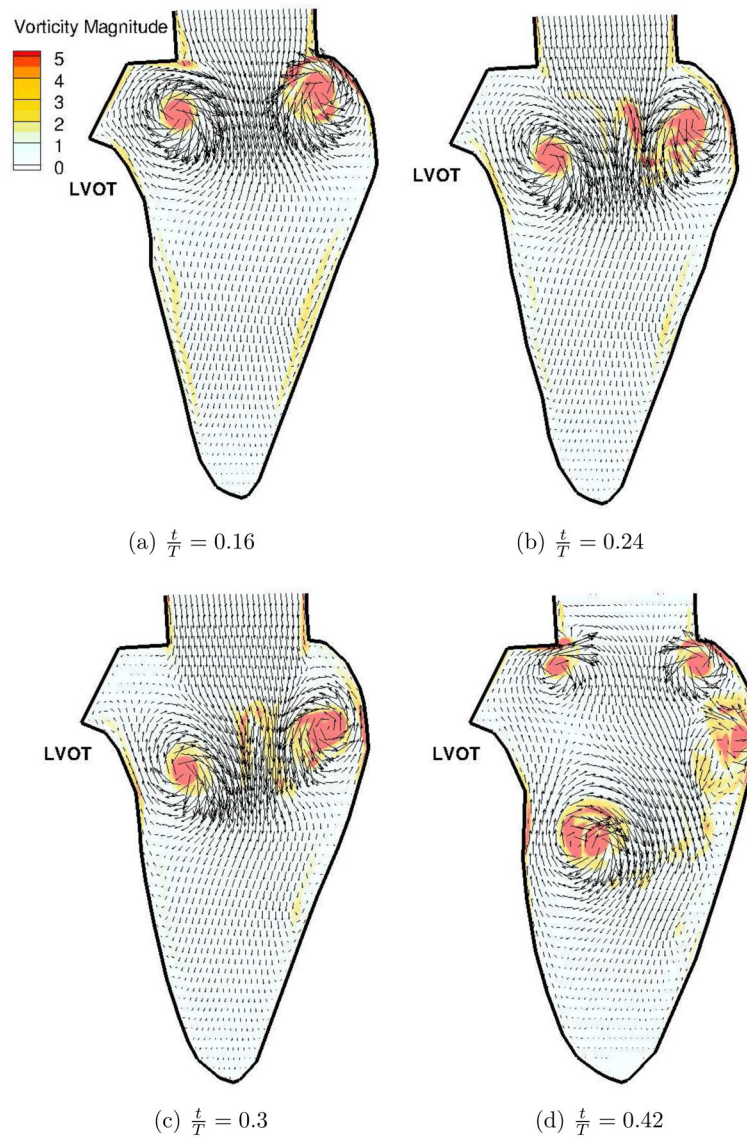 Vorticity Magnitude
5
4
3
2
1
0
LVOT
LVOT
(a) t/T = 0.16
(b) t/T = 0.24
LVOT
LVOT
(c) t/T = 0.3
(d) t/T = 0.42